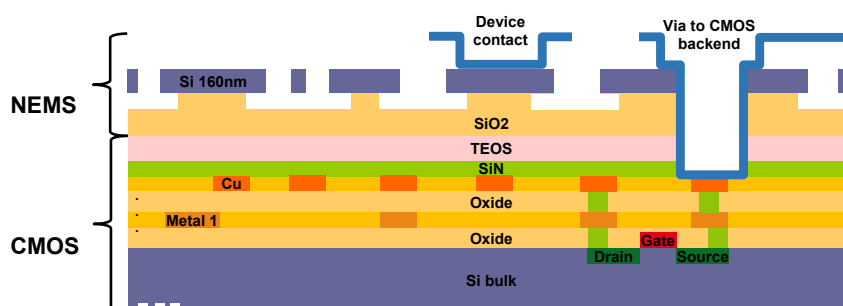 Device
contact
Via to CMOS
backend
Si 160nm
NEMS
SiO2
TEOS
SiN
Cu
Oxide
Metal 1
Oxide
Gate
CMOS
Drain
Source
Si bulk